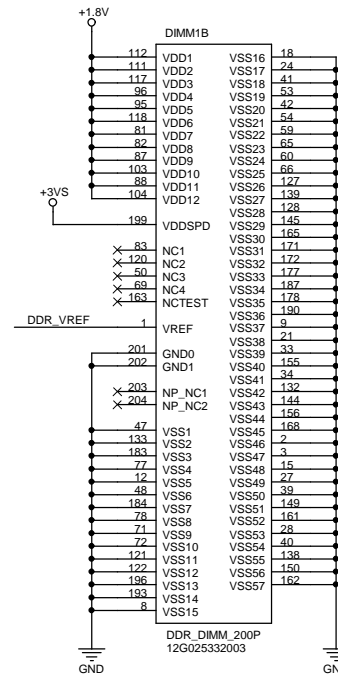 +1.8V
DIMM1B
112 VDD1 VSS16 18
111 VDD2 VSS17 24
117 VDD3 VSS18 41
96 VDD4 VSS19 53
95 VDD5 VSS20 42
118 VDD6 VSS21 54
81 VDD7 VSS22 59
82 VDD8 VSS23 65
87 VDD9 VSS24 60
103 VDD10 VSS25 66
88 VDD11 VSS26 127
104 VDD12 VSS27 139
VSS28 128
+3VS
199 VDDSPD VSS29 145
VSS30 165
83 NC1 VSS31 171
120 NC2 VSS32 172
50 NC3 VSS33 177
69 NC4 VSS34 187
163 NCTEST VSS35 178
VSS36 190
DDR_VREF 1 VREF VSS37 9
VSS38 21
201 GND0 VSS39 33
202 GND1 VSS40 155
VSS41 34
203 NP_NC1 VSS42 132
204 NP_NC2 VSS43 144
VSS44 156
47 VSS1 VSS45 168
133 VSS2 VSS46 2
183 VSS3 VSS47 3
77 VSS4 VSS48 15
12 VSS5 VSS49 27
48 VSS6 VSS50 39
184 VSS7 VSS51 149
78 VSS8 VSS52 161
71 VSS9 VSS53 28
72 VSS10 VSS54 40
121 VSS11 VSS55 138
122 VSS12 VSS56 150
196 VSS13 VSS57 162
193 VSS14
8 VSS15
DDR_DIMM_200P
12G025332003
GND
GN